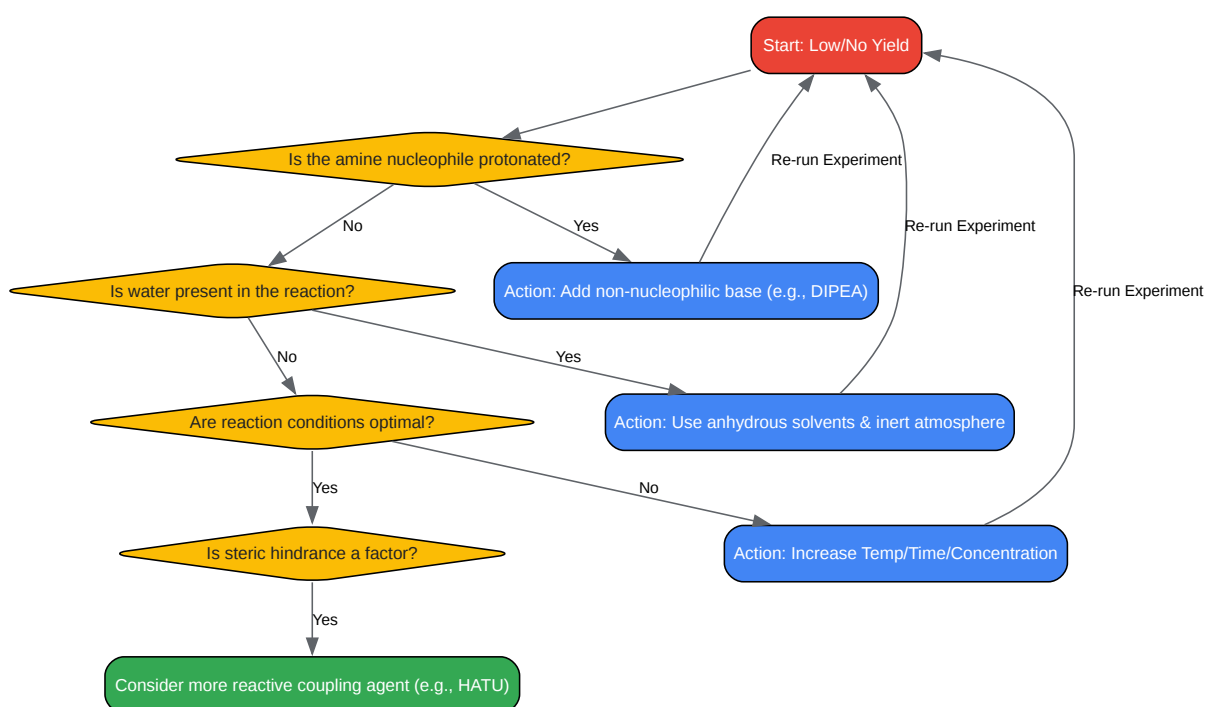 Start: Low/No Yield
Is the amine nucleophile protonated?
Re-run Experiment
No
Yes
Re-run Experiment
Is water present in the reaction?
Action: Add non-nucleophilic base (e.g., DIPEA)
Re-run Experiment
No
Yes
Are reaction conditions optimal?
Action: Use anhydrous solvents & inert atmosphere
Yes
No
Is steric hindrance a factor?
Action: Increase Temp/Time/Concentration
Yes
Consider more reactive coupling agent (e.g., HATU)